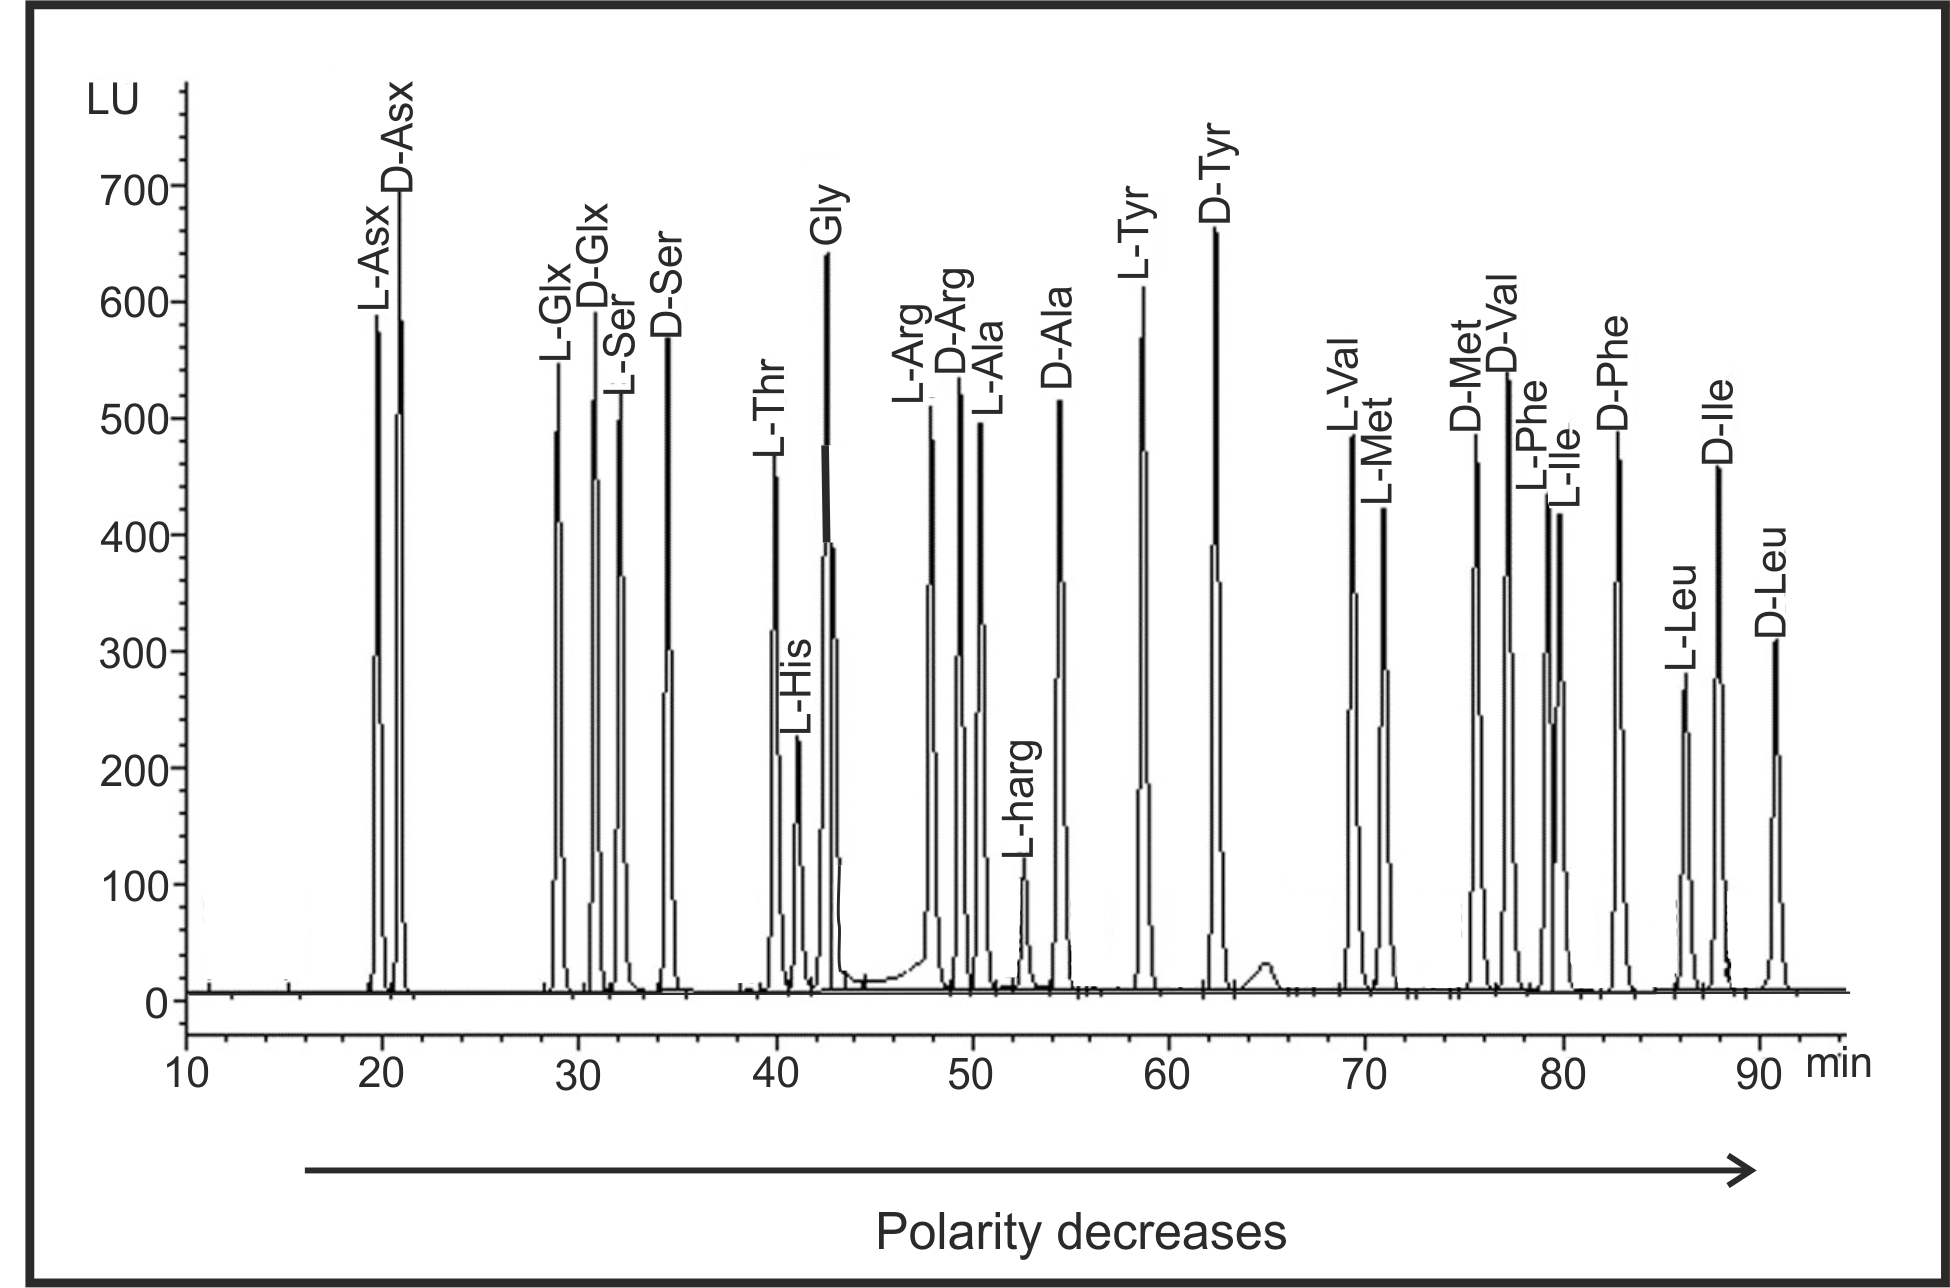 LU
700
600
500
400
300
200
100
0
L-Asx
D-Asx
L-Glx
D-Glx
L-Ser
D-Ser
L-Thr
L-His
Gly
L-Arg
D-Arg
L-Ala
L-harg
D-Ala
L-Tyr
D-Tyr
L-Val
L-Met
D-Met
D-Val
L-Phe
L-Ile
D-Phe
L-Leu
D-Ile
D-Leu
10 20 30 40 50 60 70 80 90 min
Polarity decreases